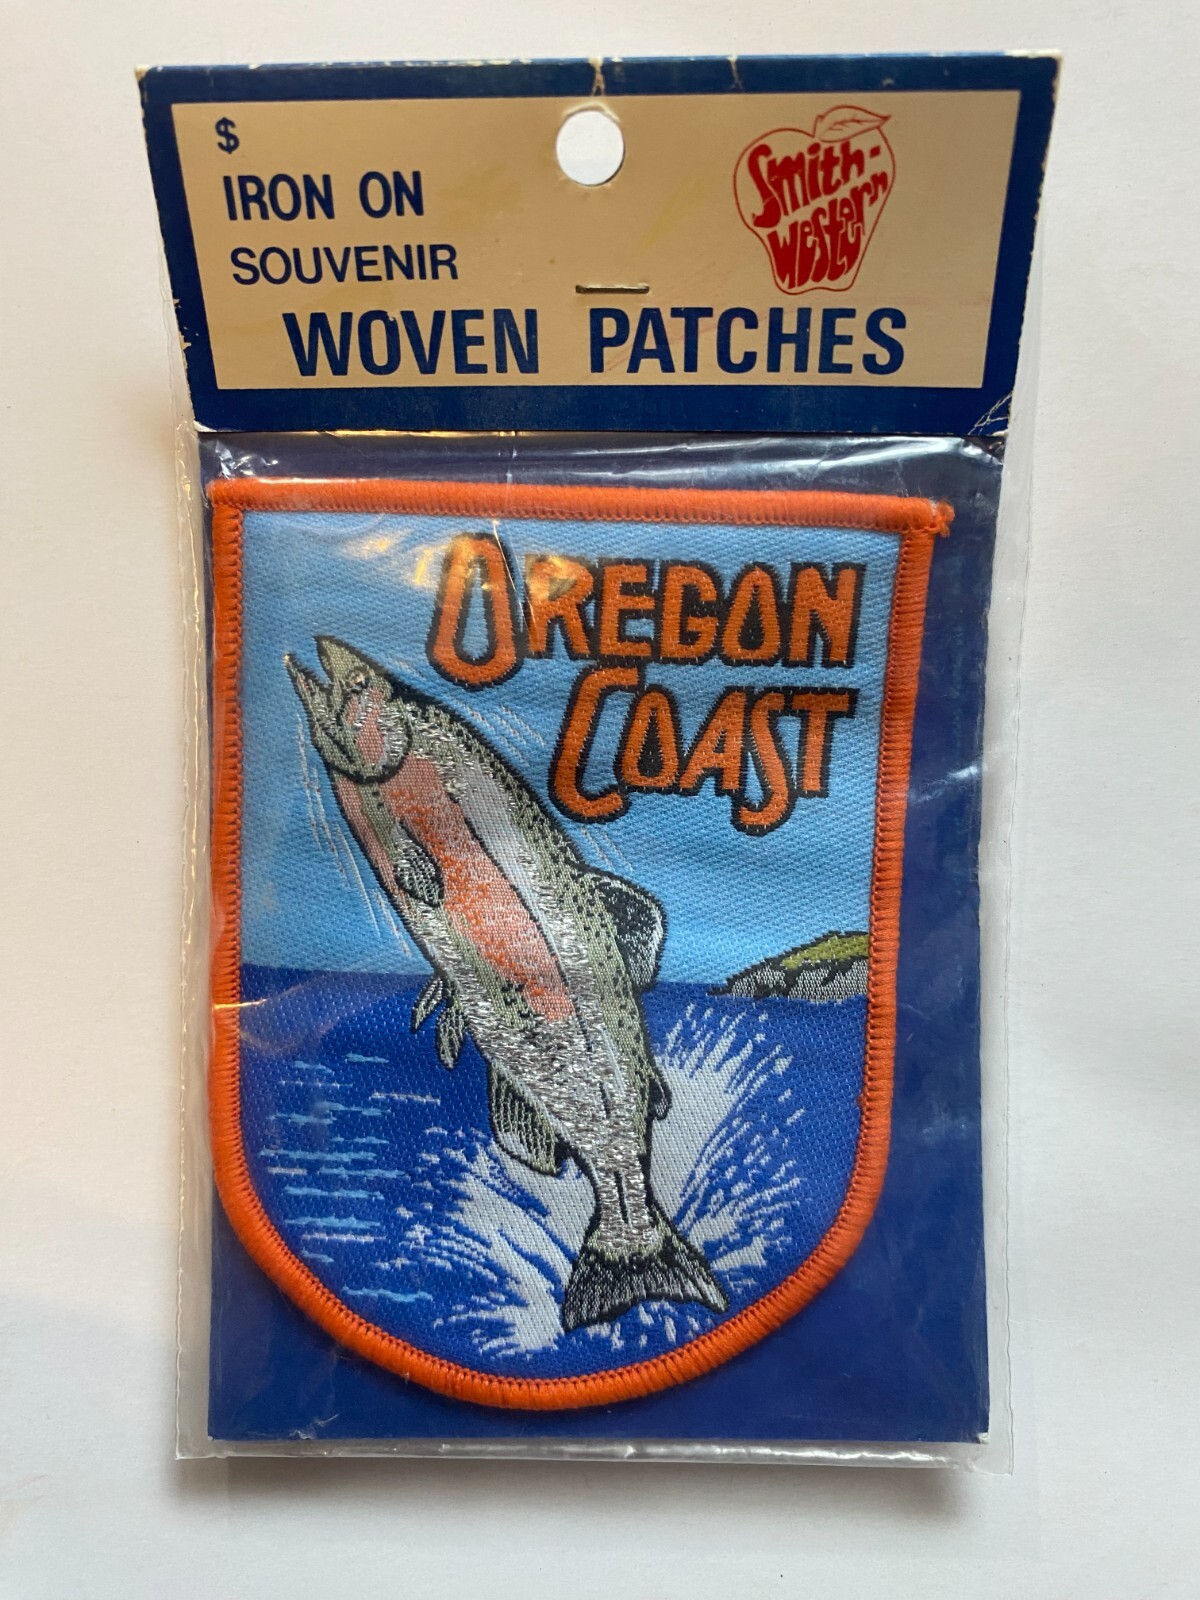 $
IRON ON
SOUVENIR
WOVEN PATCHES
Smith-
Western
OREGON
COAST